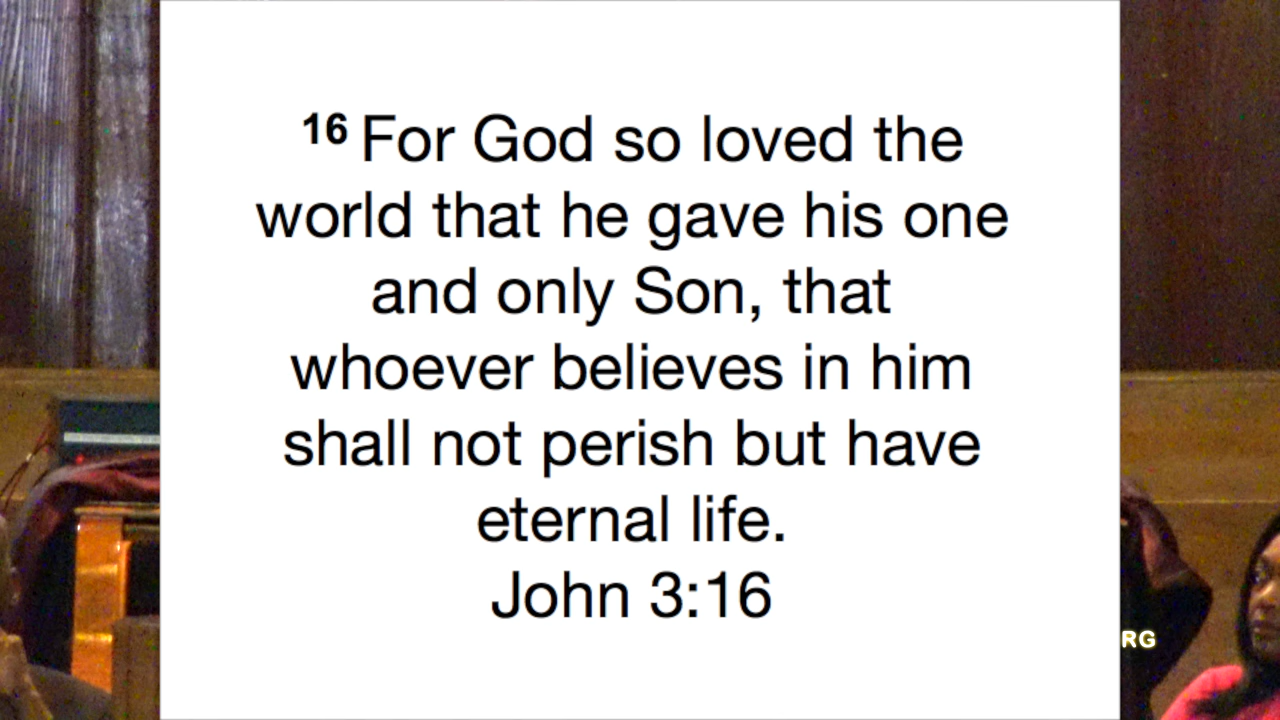 16 For God so loved the
world that he gave his one
and only Son, that
whoever believes in him
shall not perish but have
eternal life.
John 3:16
RG